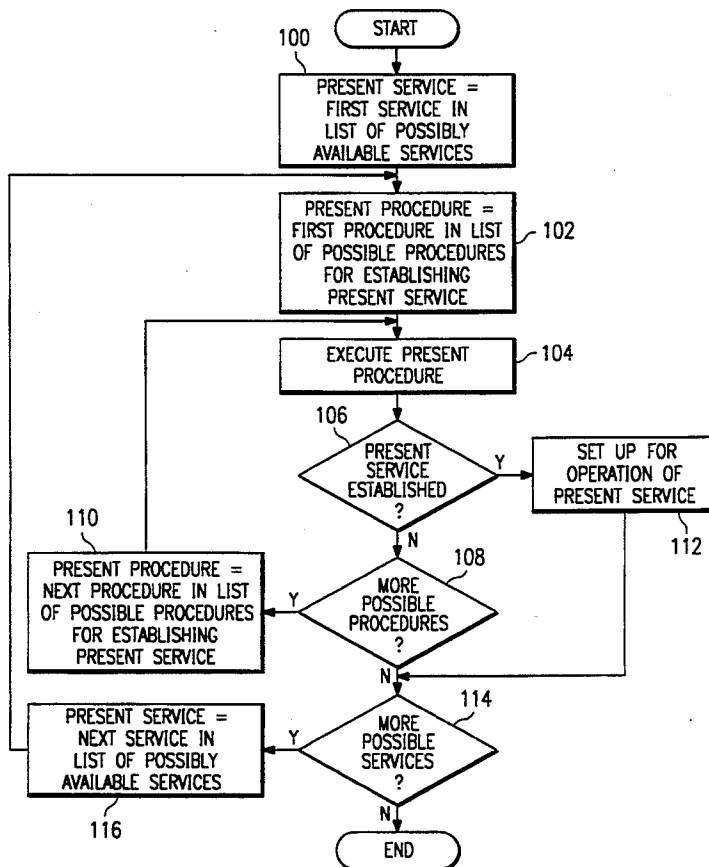 START
100
PRESENT SERVICE =
FIRST SERVICE IN
LIST OF POSSIBLY
AVAILABLE SERVICES
PRESENT PROCEDURE =
FIRST PROCEDURE IN LIST
OF POSSIBLE PROCEDURES
FOR ESTABLISHING
PRESENT SERVICE
102
EXECUTE PRESENT
PROCEDURE
104
106
PRESENT
SERVICE
ESTABLISHED
?
Y
N
SET UP FOR
OPERATION OF
PRESENT SERVICE
112
108
MORE
POSSIBLE
PROCEDURES
?
Y
N
110
PRESENT PROCEDURE =
NEXT PROCEDURE IN LIST
OF POSSIBLE PROCEDURES
FOR ESTABLISHING
PRESENT SERVICE
114
MORE
POSSIBLE
SERVICES
?
Y
N
PRESENT SERVICE =
NEXT SERVICE IN
LIST OF POSSIBLY
AVAILABLE SERVICES
116
END